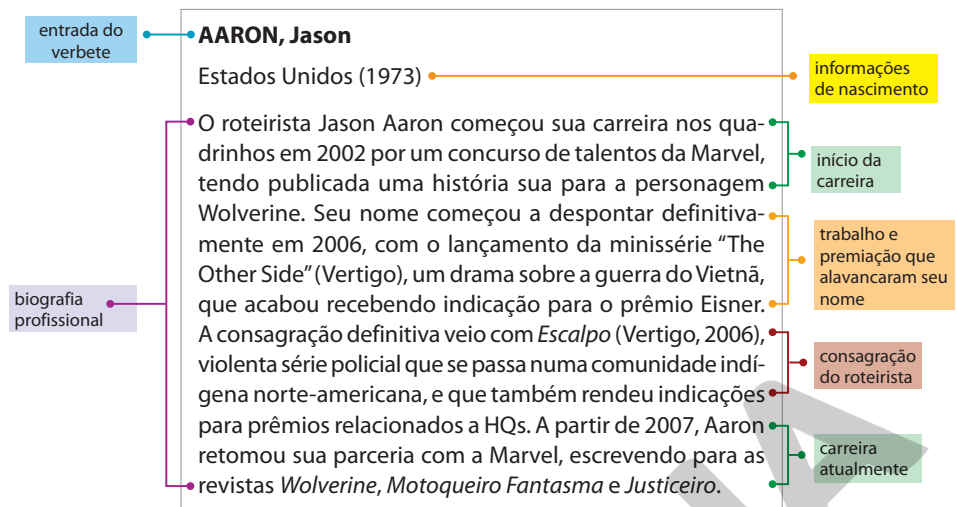 entrada do
verbete
AARON, Jason
Estados Unidos (1973)
informações
de nascimento
O roteirista Jason Aaron começou sua carreira nos qua-
drinhos em 2002 por um concurso de talentos da Marvel,
tendo publicada uma história sua para a personagem
Wolverine. Seu nome começou a despontar definitiva-
mente em 2006, com o lançamento da minissérie “The
Other Side” (Vertigo), um drama sobre a guerra do Vietnã,
que acabou recebendo indicação para o prêmio Eisner.
A consagração definitiva veio com Escalpo (Vertigo, 2006),
violenta série policial que se passa numa comunidade indí-
gena norte-americana, e que também rendeu indicações
para prêmios relacionados a HQs. A partir de 2007, Aaron
retomou sua parceria com a Marvel, escrevendo para as
revistas Wolverine, Motoqueiro Fantasma e Justiceiro.
biografia
profissional
início da
carreira
trabalho e
premiação que
alavancaram seu
nome
consagração
do roteirista
carreira
atualmente